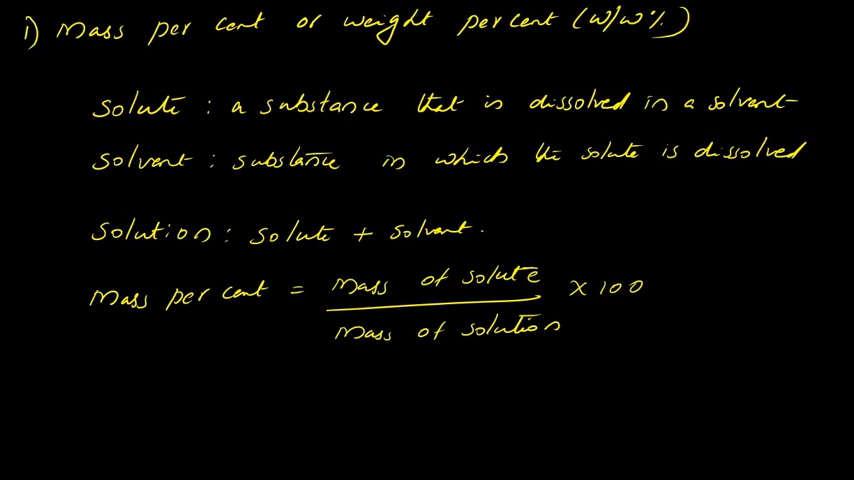 i) Mass per cent or weight percent (w/w%)
Solute : a substance that is dissolved in a solvent
Solvent : substance in which the solute is dissolved
Solution : solute + solvent.
Mass per cent = Mass of solute / Mass of solution × 100